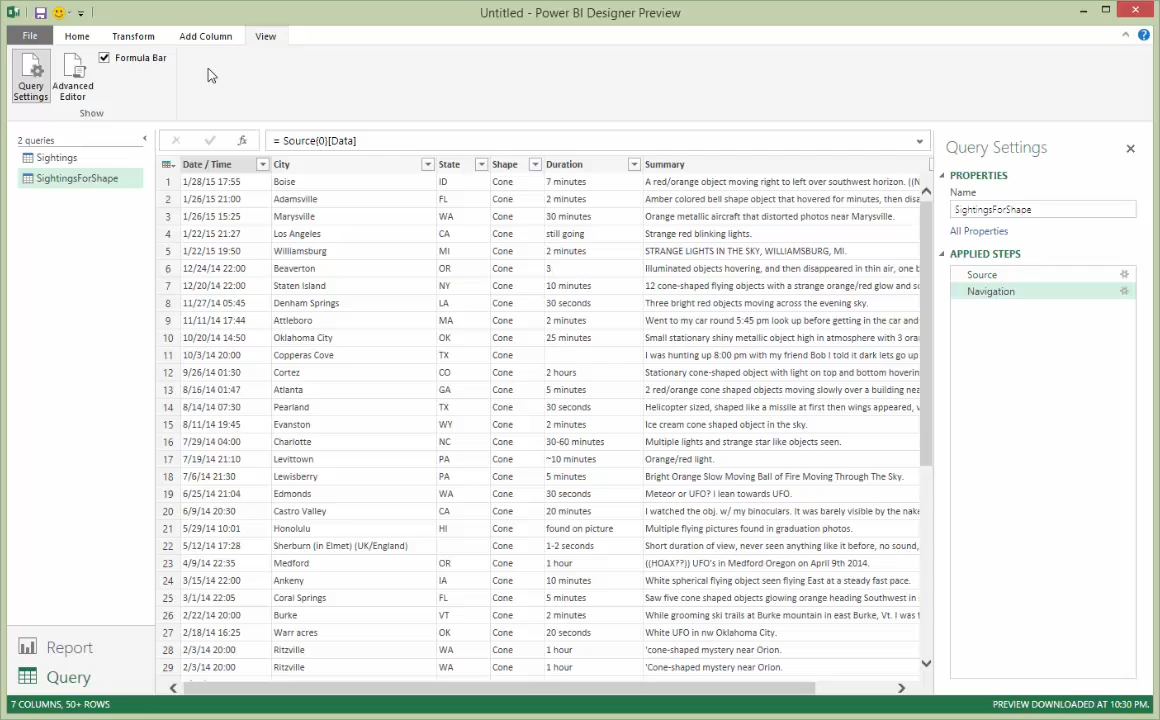 Untitled - Power BI Designer Preview
File Home Transform Add Column View
Query Settings
Advanced Editor
Formula Bar
Show
2 queries
Sightings
SightingsForShape
= Source{0}[Data]
Date / Time City State Shape Duration Summary
1 1/28/15 17:55 Boise ID Cone 7 minutes A red/orange object moving right to left over southwest horizon. ((N
2 1/26/15 21:00 Adamsville FL Cone 2 minutes Amber colored bell shape object that hovered for minutes, then disa
3 1/26/15 15:25 Marysville WA Cone 30 minutes Orange metallic aircraft that distorted photos near Marysville.
4 1/22/15 21:27 Los Angeles CA Cone still going Strange red blinking lights.
5 1/22/15 19:50 Williamsburg MI Cone 2 minutes STRANGE LIGHTS IN THE SKY, WILLIAMSBURG, MI.
6 12/24/14 22:00 Beaverton OR Cone 3 Illuminated objects hovering, and then disappeared in thin air, one b
7 12/20/14 22:00 Staten Island NY Cone 10 minutes 12 cone-shaped flying objects with a strange orange/red glow and so
8 11/27/14 05:45 Denham Springs LA Cone 30 seconds Three bright red objects moving across the evening sky.
9 11/11/14 17:44 Attleboro MA Cone 2 minutes Went to my car round 5:45 pm look up before getting in the car and
10 10/20/14 14:50 Oklahoma City OK Cone 25 minutes Small stationary shiny metallic object high in atmosphere with 3 ora
11 10/3/14 20:00 Copperas Cove TX Cone I was hunting up 8:00 pm with my friend Bob I told it dark lets go up
12 9/26/14 01:30 Cortez CO Cone 2 hours Stationary cone-shaped object with light on top and bottom hoverin
13 8/16/14 01:47 Atlanta GA Cone 5 minutes 2 red/orange cone shaped objects moving slowly over a building nea
14 8/14/14 07:30 Pearland TX Cone 30 seconds Helicopter sized, shaped like a missile at first then wings appeared, v
15 8/11/14 19:45 Evanston WY Cone 2 minutes Ice cream cone shaped object in the sky.
16 7/29/14 04:00 Charlotte NC Cone 30-60 minutes Multiple lights and strange star like objects seen.
17 7/19/14 21:10 Levittown PA Cone ~10 minutes Orange/red light.
18 7/6/14 21:30 Lewisberry PA Cone 5 minutes Bright Orange Slow Moving Ball of Fire Moving Through The Sky.
19 6/25/14 21:04 Edmonds WA Cone 30 seconds Meteor or UFO? I lean towards UFO.
20 6/9/14 20:30 Castro Valley CA Cone 20 minutes I watched the obj. w/ my binoculars. It was barely visible by the nake
21 5/29/14 10:01 Honolulu HI Cone found on picture Multiple flying pictures found in graduation photos.
22 5/12/14 17:28 Sherburn (in Elmet) (UK/England) Cone 1-2 seconds Short duration of view, never seen anything like it before, no sound,
23 4/9/14 22:35 Medford OR Cone 1 hour ((HOAX??)) UFO's in Medford Oregon on April 9th 2014.
24 3/15/14 22:00 Ankeny IA Cone 10 minutes White spherical flying object seen flying East at a steady fast pace.
25 3/1/14 22:05 Coral Springs FL Cone 5 minutes Saw five cone shaped objects glowing orange heading Southwest in
26 2/22/14 20:00 Burke VT Cone 2 minutes While grooming ski trails at Burke mountain in east Burke, Vt. I was t
27 2/18/14 16:25 Warr acres OK Cone 20 seconds White UFO in nw Oklahoma City.
28 2/3/14 20:00 Ritzville WA Cone 1 hour 'cone-shaped mystery near Orion.
29 2/3/14 20:00 Ritzville WA Cone 1 hour 'Cone-shaped mystery near Orion.
Query Settings
PROPERTIES
Name
SightingsForShape
All Properties
APPLIED STEPS
Source
Navigation
Report
Query
7 COLUMNS, 50+ ROWS PREVIEW DOWNLOADED AT 10:30 PM.